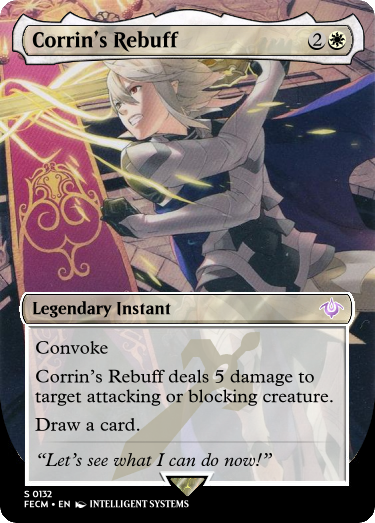 Corrin's Rebuff 2
Legendary Instant
Convoke
Corrin's Rebuff deals 5 damage to
target attacking or blocking creature.
Draw a card.
"Let's see what I can do now!"
S 0132
FECM • EN INTELLIGENT SYSTEMS